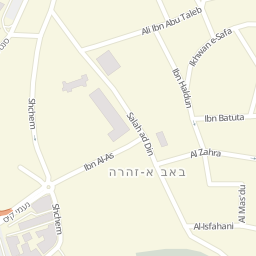 Ali Ibn Abu Taleb
Ikhwan e-Safa
Ibn Haldun
Shchem
Salah ad Din
Ibn Batuta
Ibn Al-As
Al Zahra
באב א-זהרה
Al Mas'du
Shchem
Al-Isfahani